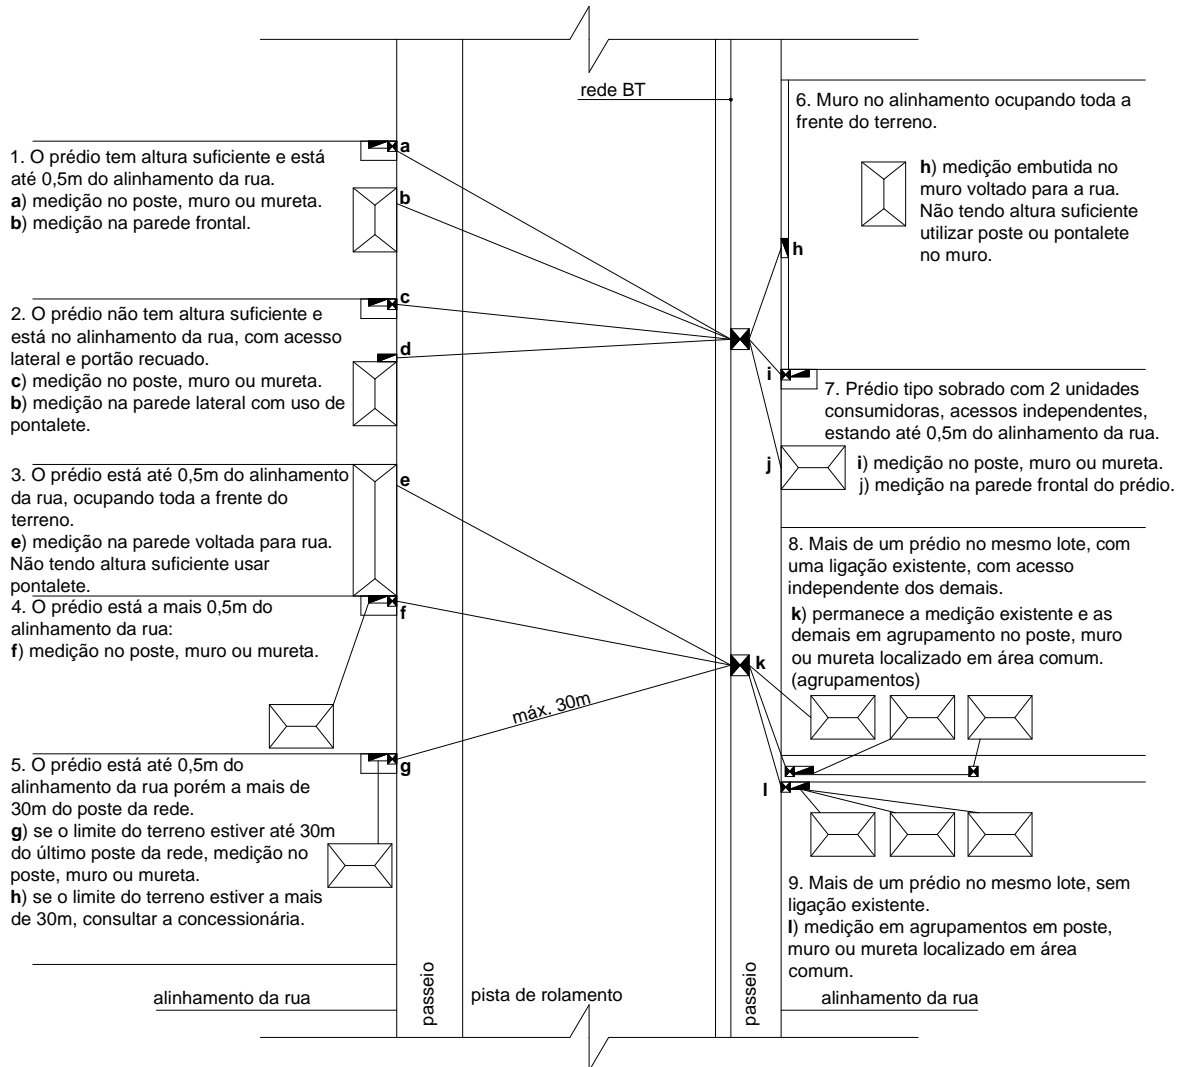 rede BT
1. O prédio tem altura suficiente e está
até 0,5m do alinhamento da rua.
a) medição no poste, muro ou mureta.
b) medição na parede frontal.
a
b
2. O prédio não tem altura suficiente e
está no alinhamento da rua, com acesso
lateral e portão recuado.
c) medição no poste, muro ou mureta.
b) medição na parede lateral com uso de
pontalete.
c
d
3. O prédio está até 0,5m do alinhamento
da rua, ocupando toda a frente do
terreno.
e) medição na parede voltada para rua.
Não tendo altura suficiente usar
pontalete.
e
4. O prédio está a mais 0,5m do
alinhamento da rua:
f) medição no poste, muro ou mureta.
f
máx. 30m
5. O prédio está até 0,5m do
alinhamento da rua porém a mais de
30m do poste da rede.
g) se o limite do terreno estiver até 30m
do último poste da rede, medição no
poste, muro ou mureta.
h) se o limite do terreno estiver a mais
de 30m, consultar a concessionária.
g
6. Muro no alinhamento ocupando toda a
frente do terreno.
h) medição embutida no
muro voltado para a rua.
Não tendo altura suficiente
utilizar poste ou pontalete
no muro.
h
i
7. Prédio tipo sobrado com 2 unidades
consumidoras, acessos independentes,
estando até 0,5m do alinhamento da rua.
i) medição no poste, muro ou mureta.
j) medição na parede frontal do prédio.
j
8. Mais de um prédio no mesmo lote, com
uma ligação existente, com acesso
independente dos demais.
k) permanece a medição existente e as
demais em agrupamento no poste, muro
ou mureta localizado em área comum.
(agrupamentos)
k
l
9. Mais de um prédio no mesmo lote, sem
ligação existente.
l) medição em agrupamentos em poste,
muro ou mureta localizado em área
comum.
alinhamento da rua
passeio
pista de rolamento
passeio
alinhamento da rua